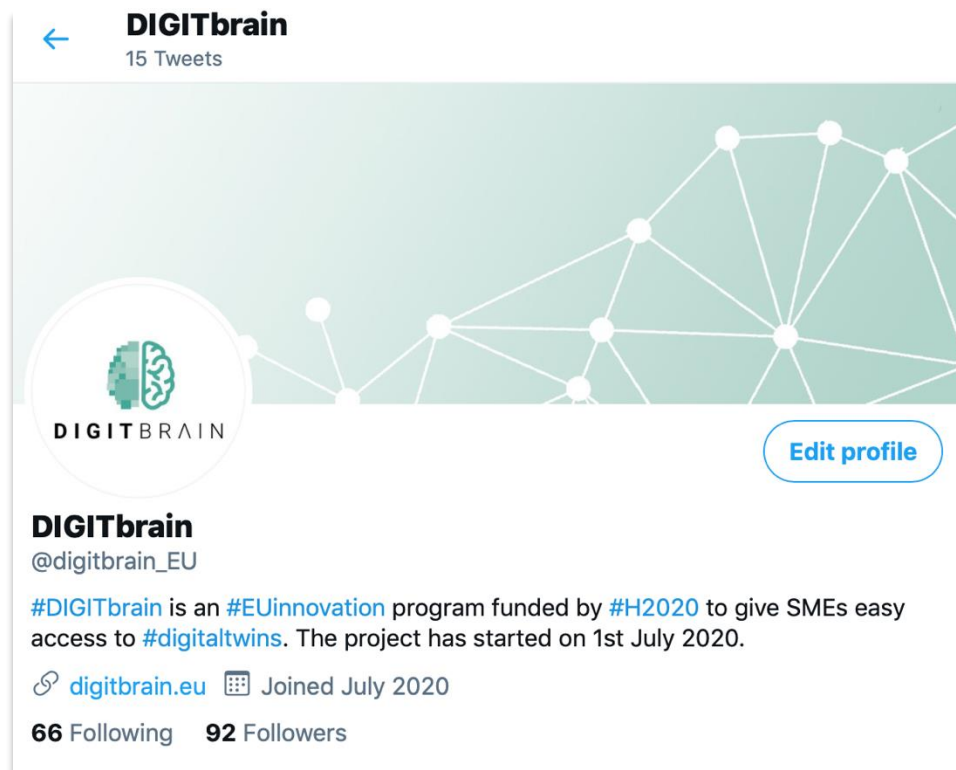 DIGITbrain
15 Tweets
DIGITBRAIN
Edit profile
DIGITbrain
@digitbrain_EU
#DIGITbrain is an #EUinnovation program funded by #H2020 to give SMEs easy
access to #digitaltwins. The project has started on 1st July 2020.
digitbrain.eu Joined July 2020
66 Following 92 Followers